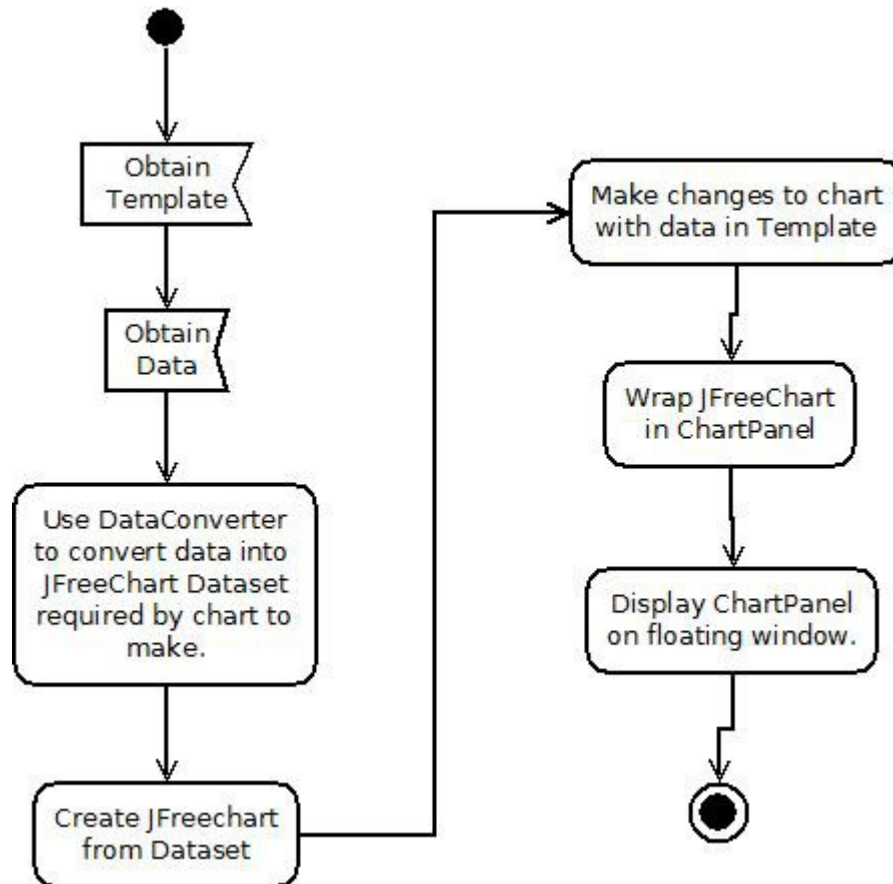 Obtain
Template
Obtain
Data
Use DataConverter
to convert data into
JFreeChart Dataset
required by chart to
make.
Create JFreechart
from Dataset
Make changes to chart
with data in Template
Wrap JFreeChart
in ChartPanel
Display ChartPanel
on floating window.